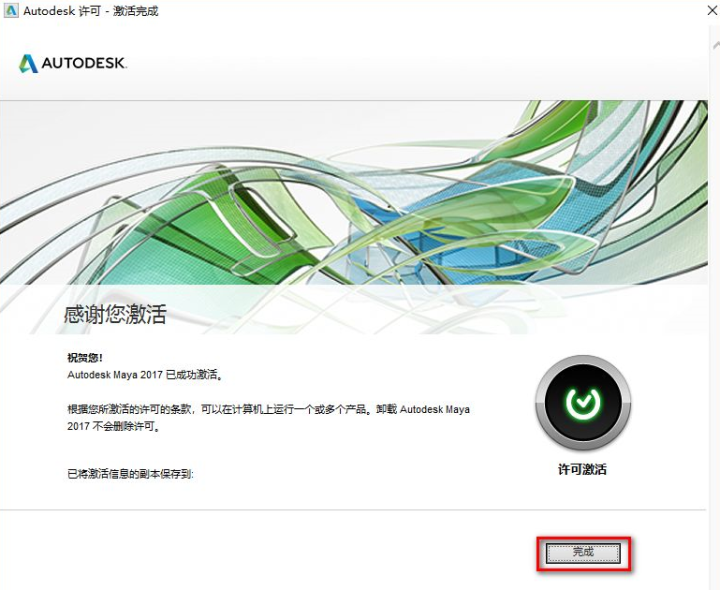 Autodesk 许可 - 激活完成
AUTODESK.
感谢您激活
祝贺您!
Autodesk Maya 2017 已成功激活。
根据您所激活的许可的条款，可以在计算机上运行一个或多个产品。卸载 Autodesk Maya
2017 不会删除许可。
许可激活
已将激活信息的副本保存到:
完成